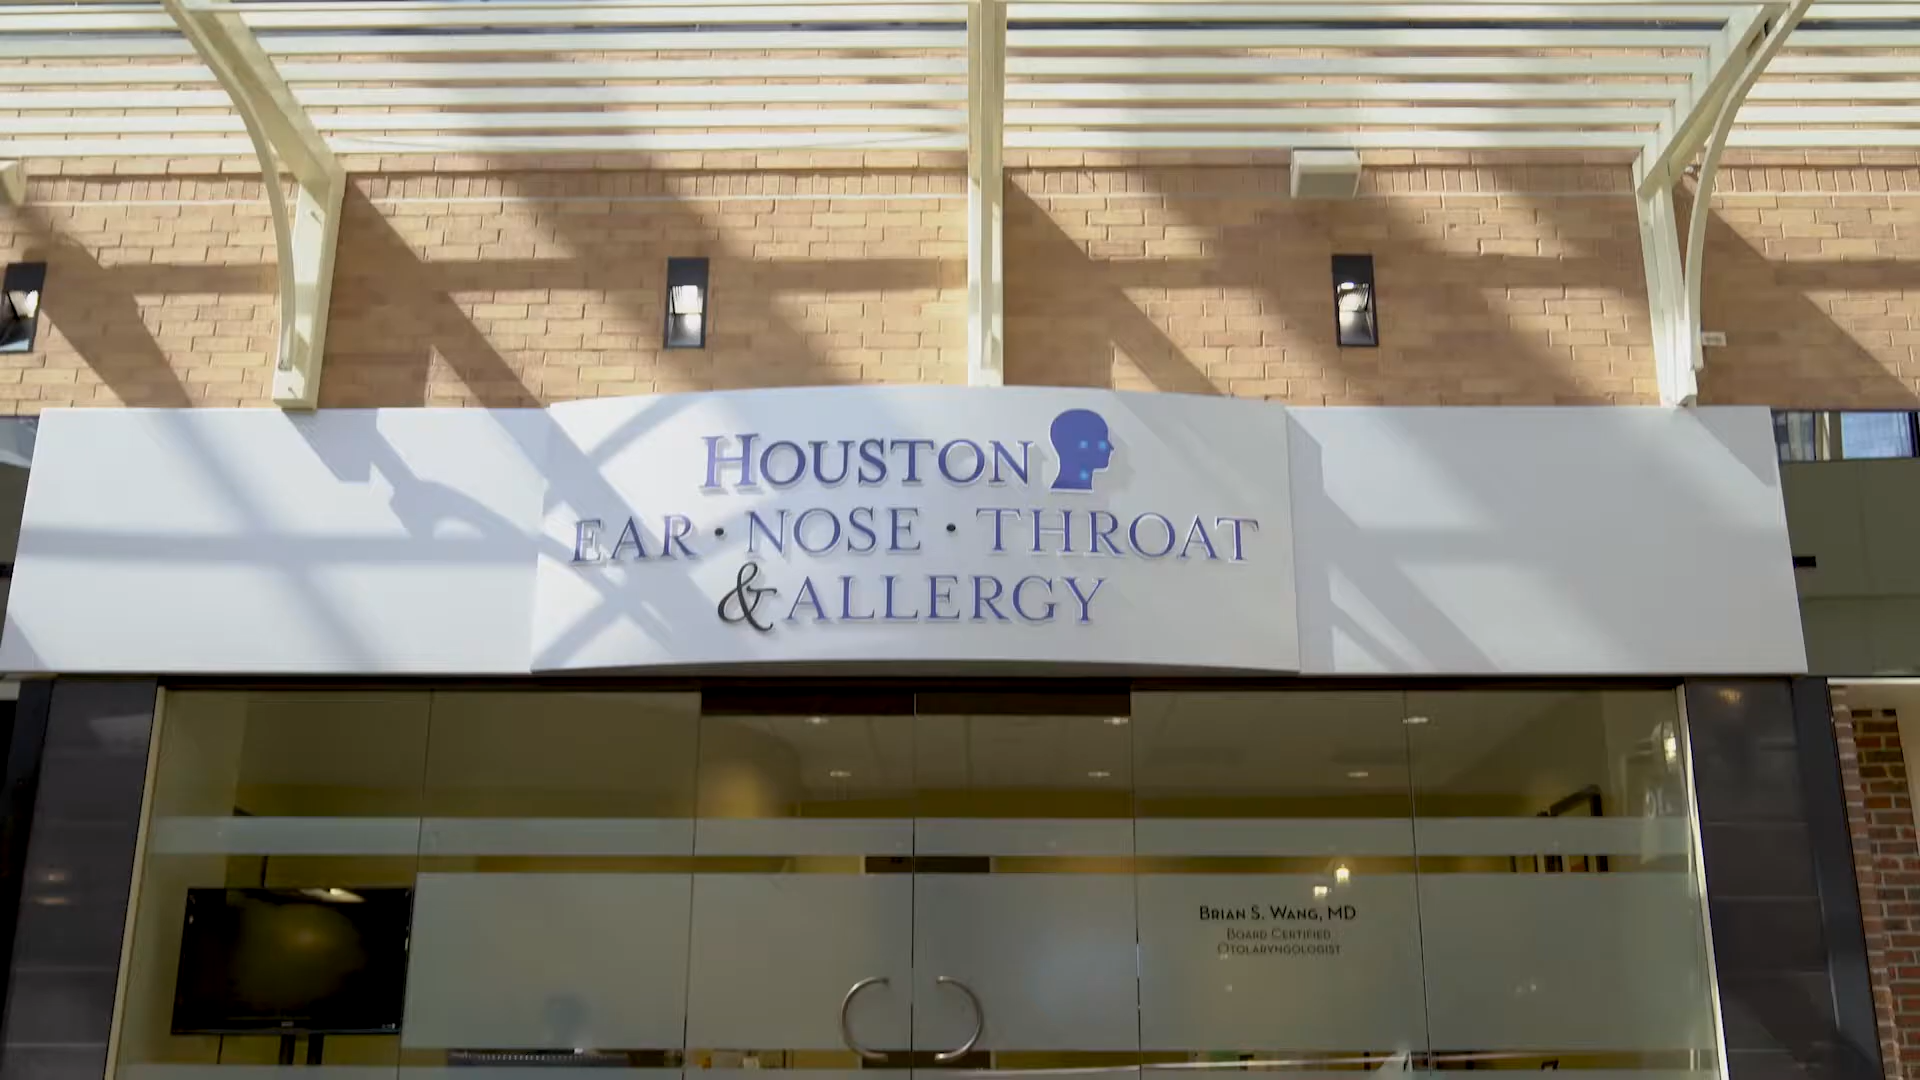 HOUSTON
EAR · NOSE · THROAT
& ALLERGY
BRIAN S. WANG, MD
BOARD CERTIFIED
OTOLARYNGOLOGIST